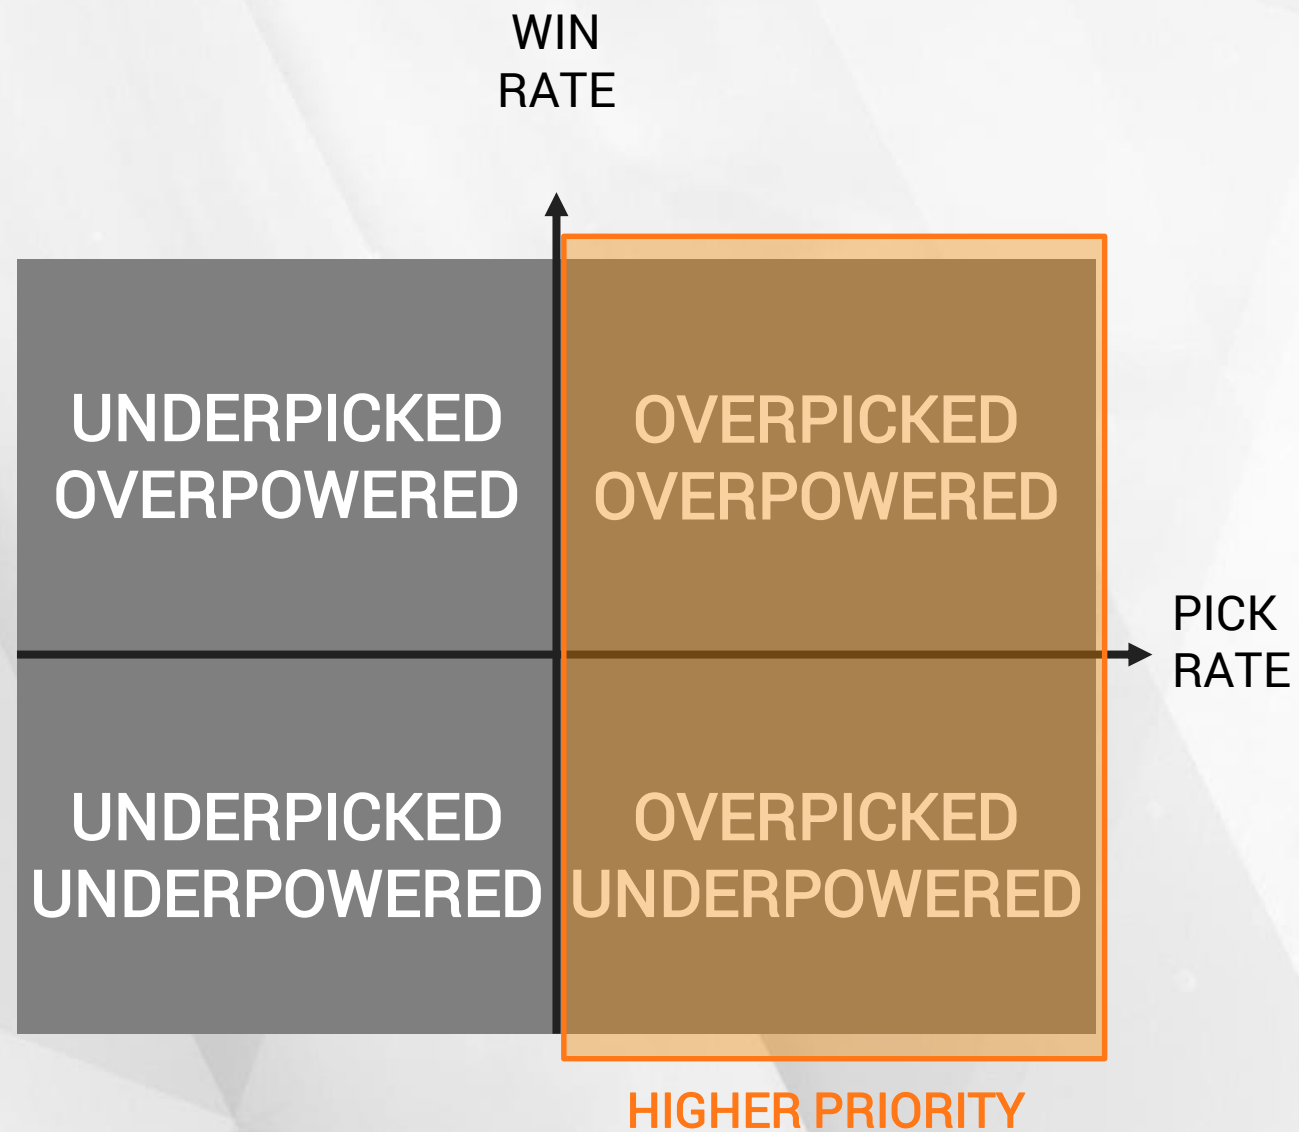 WIN
RATE
UNDERPICKED
OVERPOWERED
OVERPICKED
OVERPOWERED
PICK
RATE
UNDERPICKED
UNDERPOWERED
OVERPICKED
UNDERPOWERED
HIGHER PRIORITY